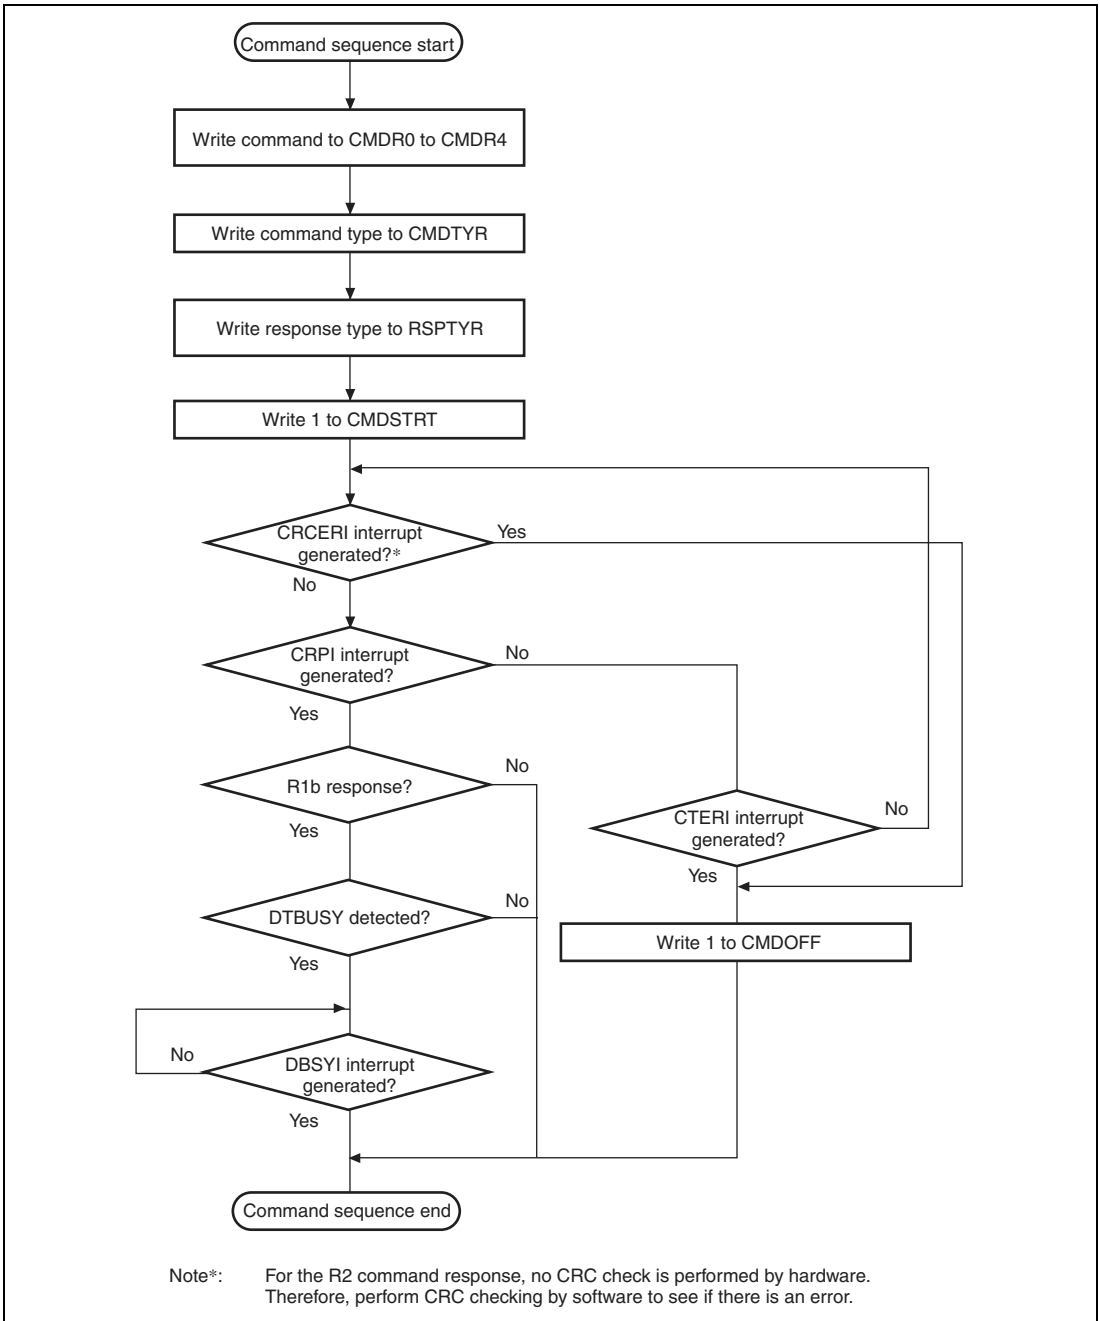 Command sequence start
Write command to CMDR0 to CMDR4
Write command type to CMDTYR
Write response type to RSPTYR
Write 1 to CMDSTRT
CRCERI interrupt
generated?*
Yes
No
CRPI interrupt
generated?
No
Yes
R1b response?
No
Yes
CTERI interrupt
generated?
No
Yes
DTBUSY detected?
No
Yes
Write 1 to CMDOFF
DBSYI interrupt
generated?
No
Yes
Command sequence end
Note*: For the R2 command response, no CRC check is performed by hardware.
Therefore, perform CRC checking by software to see if there is an error.